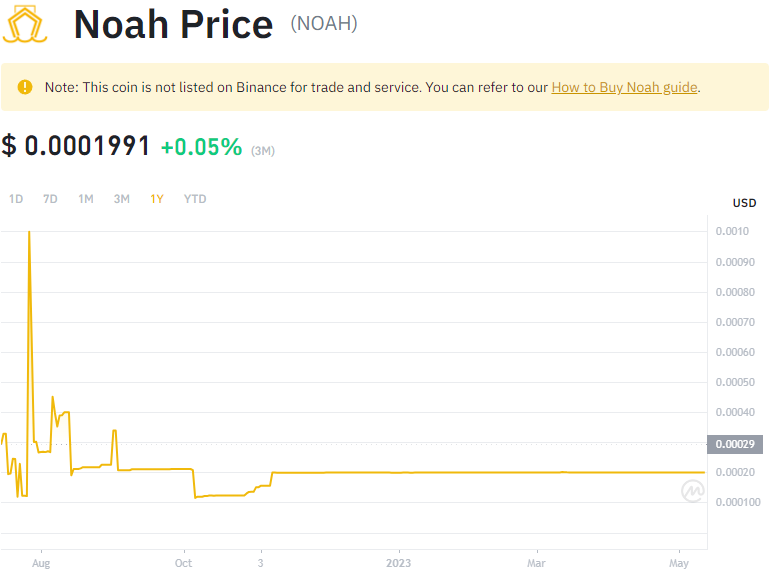 Noah Price (NOAH)
Note: This coin is not listed on Binance for trade and service. You can refer to our How to Buy Noah guide.
$ 0.0001991 +0.05% (3M)
1D 7D 1M 3M 1Y YTD
USD
0.0010
0.00090
0.00080
0.00070
0.00060
0.00050
0.00040
0.00029
0.00020
0.000100
Aug Oct 3 2023 Mar May